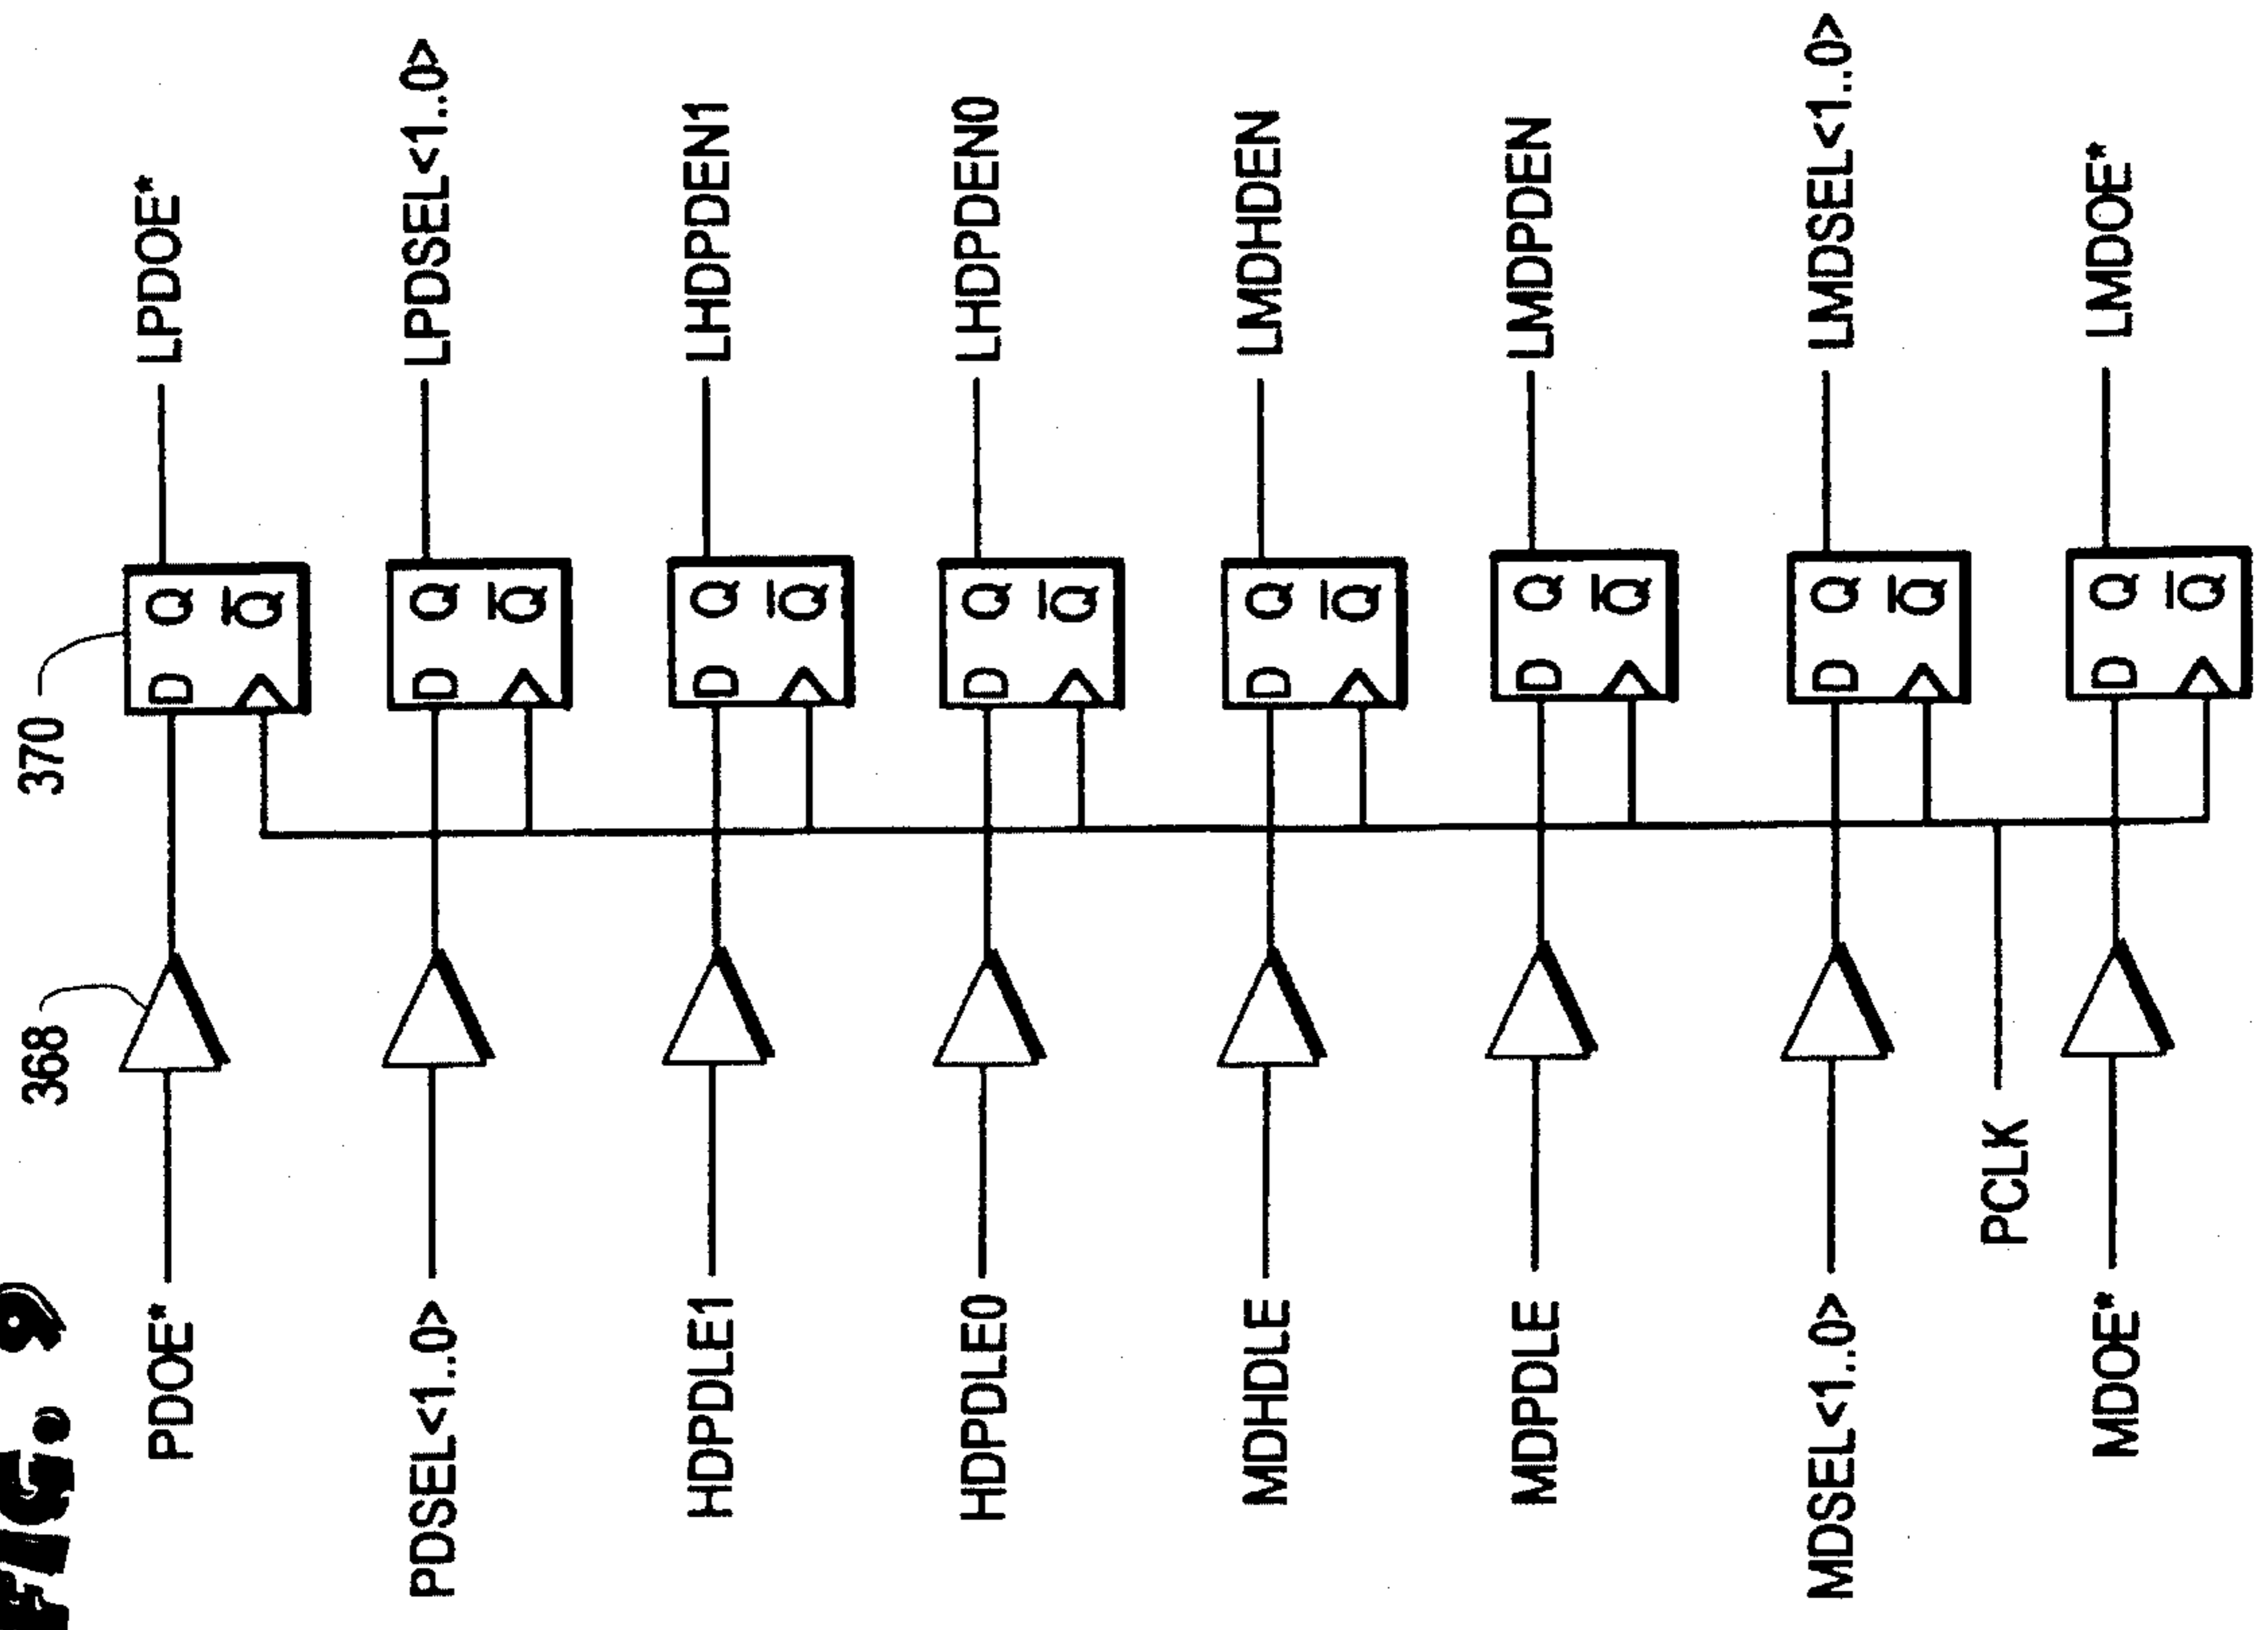 FIG. 9
368
370
PDOE*
D Q
Q
LPDOE*
PDSEL<1..0>
D Q
Q
LPDSEL<1..0>
HDPDLE1
D Q
Q
LHDPDEN1
HDPDLE0
D Q
Q
LHDPDEN0
MDHDLE
D Q
Q
LMDHDEN
MDPDLE
D Q
Q
LMDPDEN
MDSEL<1..0>
D Q
Q
LMDSEL<1..0>
PCLK
MDOE*
D Q
Q
LMDOE*